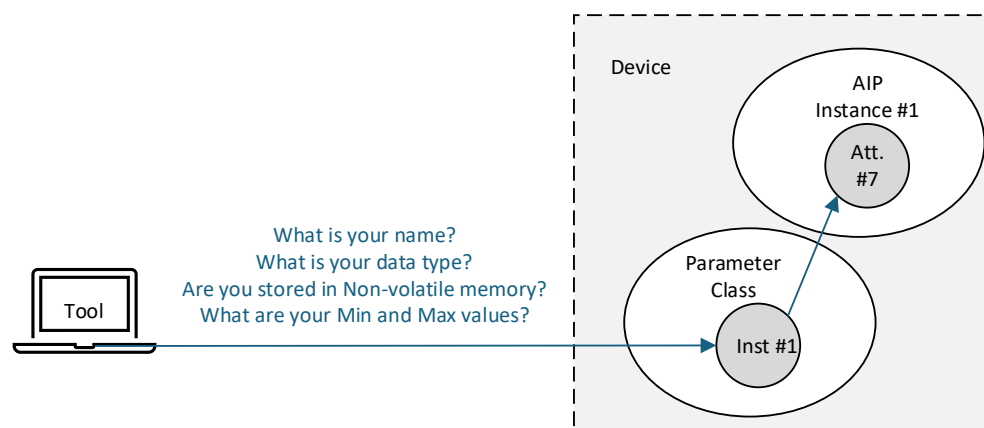 Device
AIP
Instance #1
Att.
#7
What is your name?
What is your data type?
Are you stored in Non-volatile memory?
What are your Min and Max values?
Parameter
Class
Tool
Inst #1